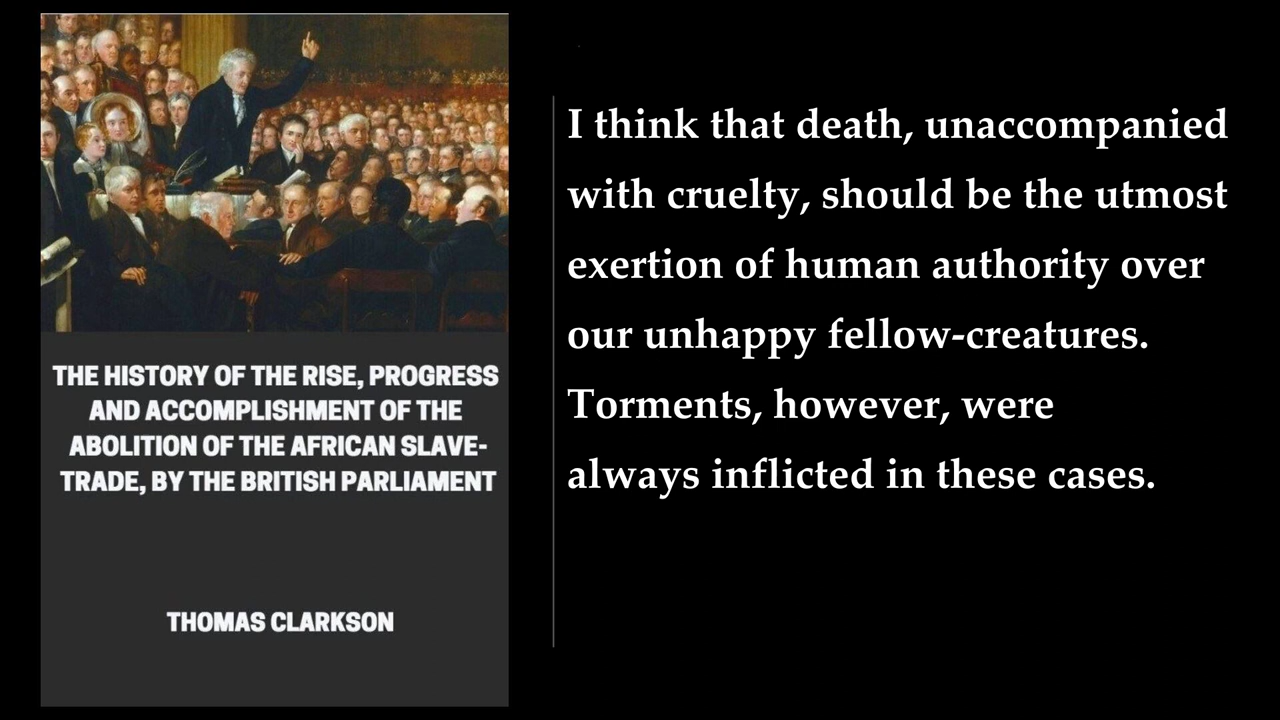 THE HISTORY OF THE RISE, PROGRESS
AND ACCOMPLISHMENT OF THE
ABOLITION OF THE AFRICAN SLAVE-
TRADE, BY THE BRITISH PARLIAMENT
THOMAS CLARKSON
I think that death, unaccompanied
with cruelty, should be the utmost
exertion of human authority over
our unhappy fellow-creatures.
Torments, however, were
always inflicted in these cases.